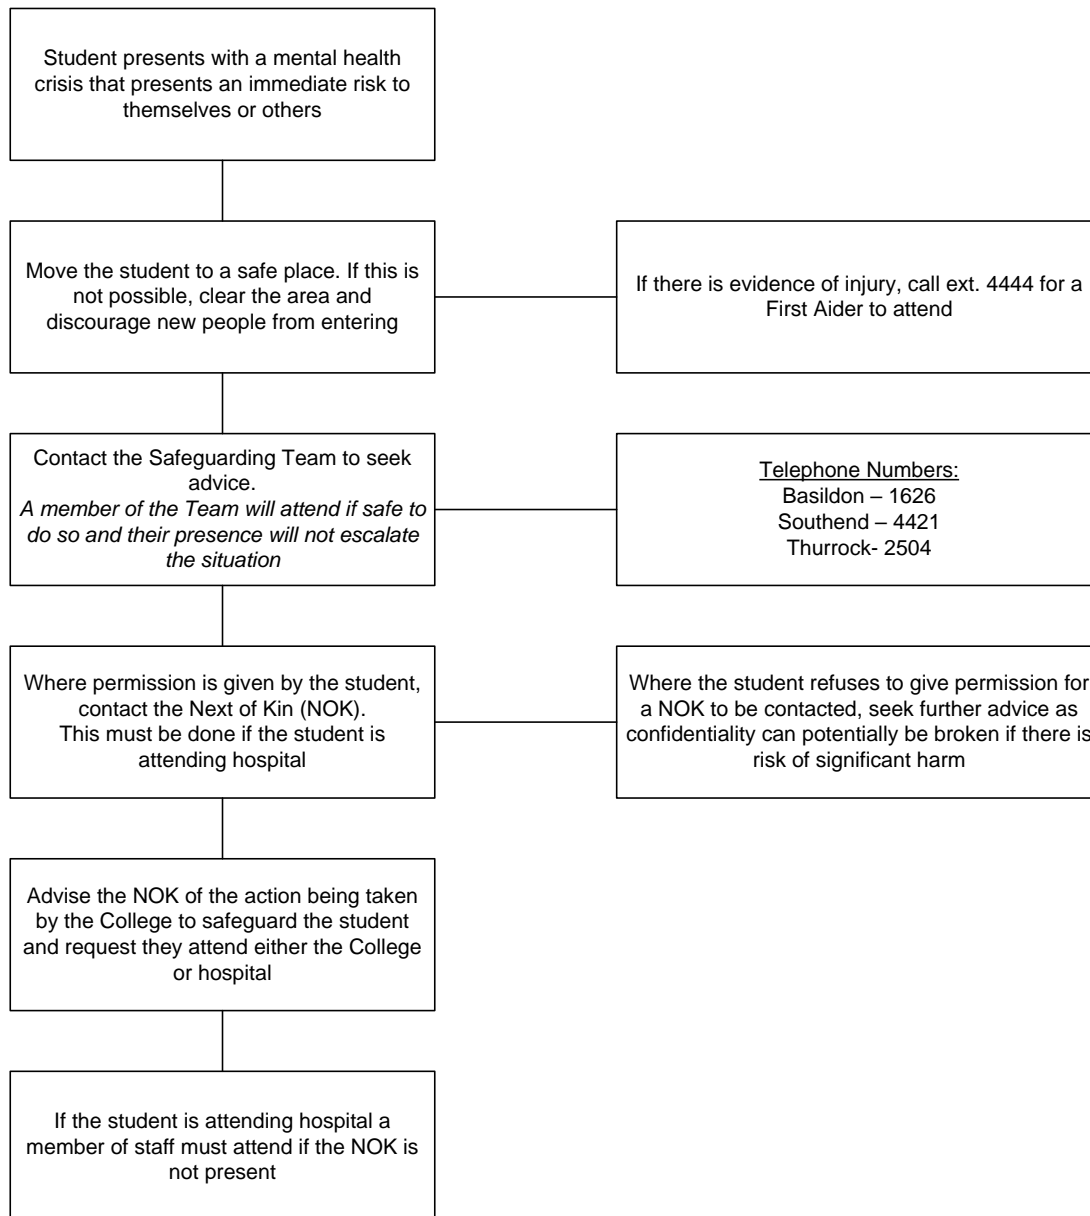 Student presents with a mental health
crisis that presents an immediate risk to
themselves or others
Move the student to a safe place. If this is
not possible, clear the area and
discourage new people from entering
If there is evidence of injury, call ext. 4444 for a
First Aider to attend
Contact the Safeguarding Team to seek
advice.
A member of the Team will attend if safe to
do so and their presence will not escalate
the situation
Telephone Numbers:
Basildon – 1626
Southend – 4421
Thurrock- 2504
Where permission is given by the student,
contact the Next of Kin (NOK).
This must be done if the student is
attending hospital
Where the student refuses to give permission for
a NOK to be contacted, seek further advice as
confidentiality can potentially be broken if there is
risk of significant harm
Advise the NOK of the action being taken
by the College to safeguard the student
and request they attend either the College
or hospital
If the student is attending hospital a
member of staff must attend if the NOK is
not present